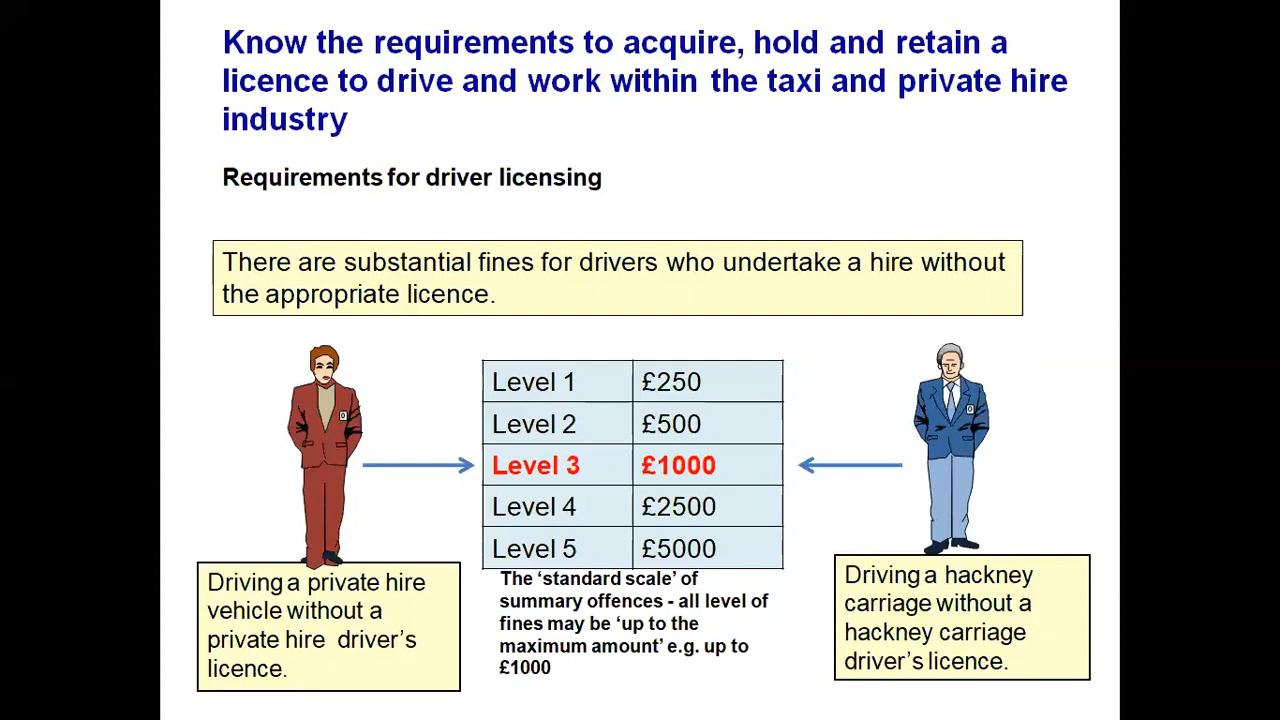 Know the requirements to acquire, hold and retain a
licence to drive and work within the taxi and private hire
industry
Requirements for driver licensing
There are substantial fines for drivers who undertake a hire without
the appropriate licence.
Level 1 £250
Level 2 £500
Level 3 £1000
Level 4 £2500
Level 5 £5000
Driving a private hire
vehicle without a
private hire driver's
licence.
The ‘standard scale’ of
summary offences - all level of
fines may be ‘up to the
maximum amount’ e.g. up to
£1000
Driving a hackney
carriage without a
hackney carriage
driver's licence.